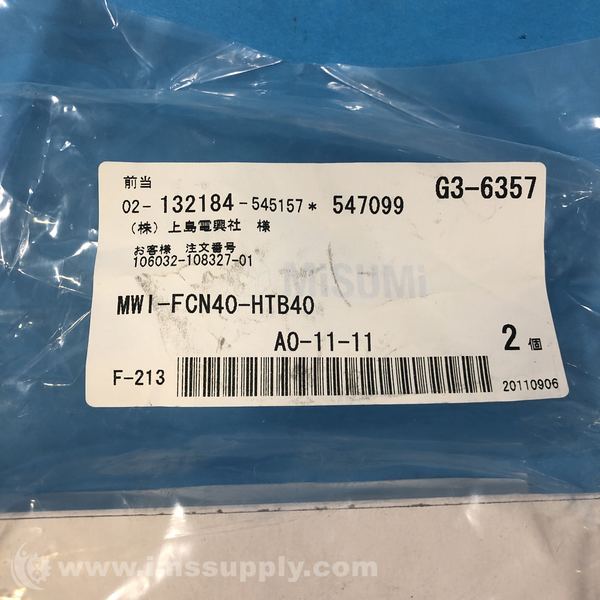 前当
G3-6357
02-132184-545157* 547099
(株) 上島電興社 様
お客様 注文番号
106032-108327-01
MiSUMi
MWI-FCN40-HTB40
A0-11-11
2 個
F-213
20110906
www.imssupply.com